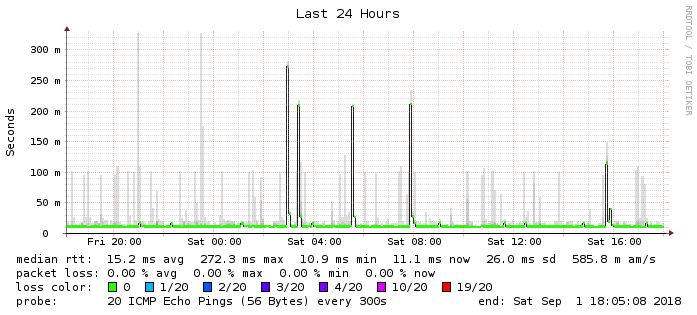 Last 24 Hours
RRDTOOL / TOBI OETIKER
Seconds
300 m
250 m
200 m
150 m
100 m
50 m
0
Fri 20:00 Sat 00:00 Sat 04:00 Sat 08:00 Sat 12:00 Sat 16:00
median rtt: 15.2 ms avg 272.3 ms max 10.9 ms min 11.1 ms now 26.0 ms sd 585.8 m am/s
packet loss: 0.00 % avg 0.00 % max 0.00 % min 0.00 % now
loss color: 0 1/20 2/20 3/20 4/20 10/20 19/20
probe: 20 ICMP Echo Pings (56 Bytes) every 300s end: Sat Sep 1 18:05:08 2018